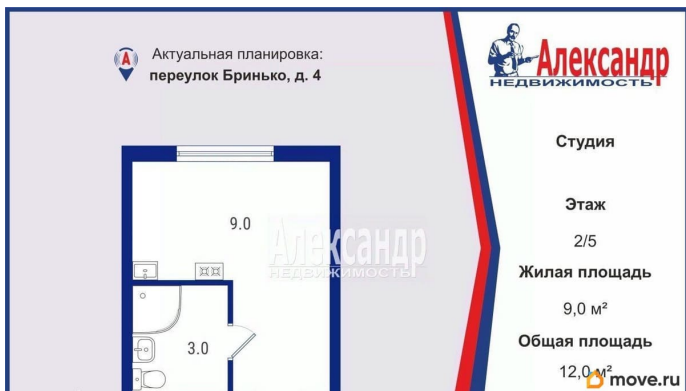 Актуальная планировка:
переулок Бринько, д. 4
Александр
НЕДВИЖИМОСТЬ
Студия
Этаж
2/5
Жилая площадь
9,0 м²
Общая площадь
12,0 м²
9.0
Александр
НЕДВИЖИМОСТЬ
3.0
move.ru